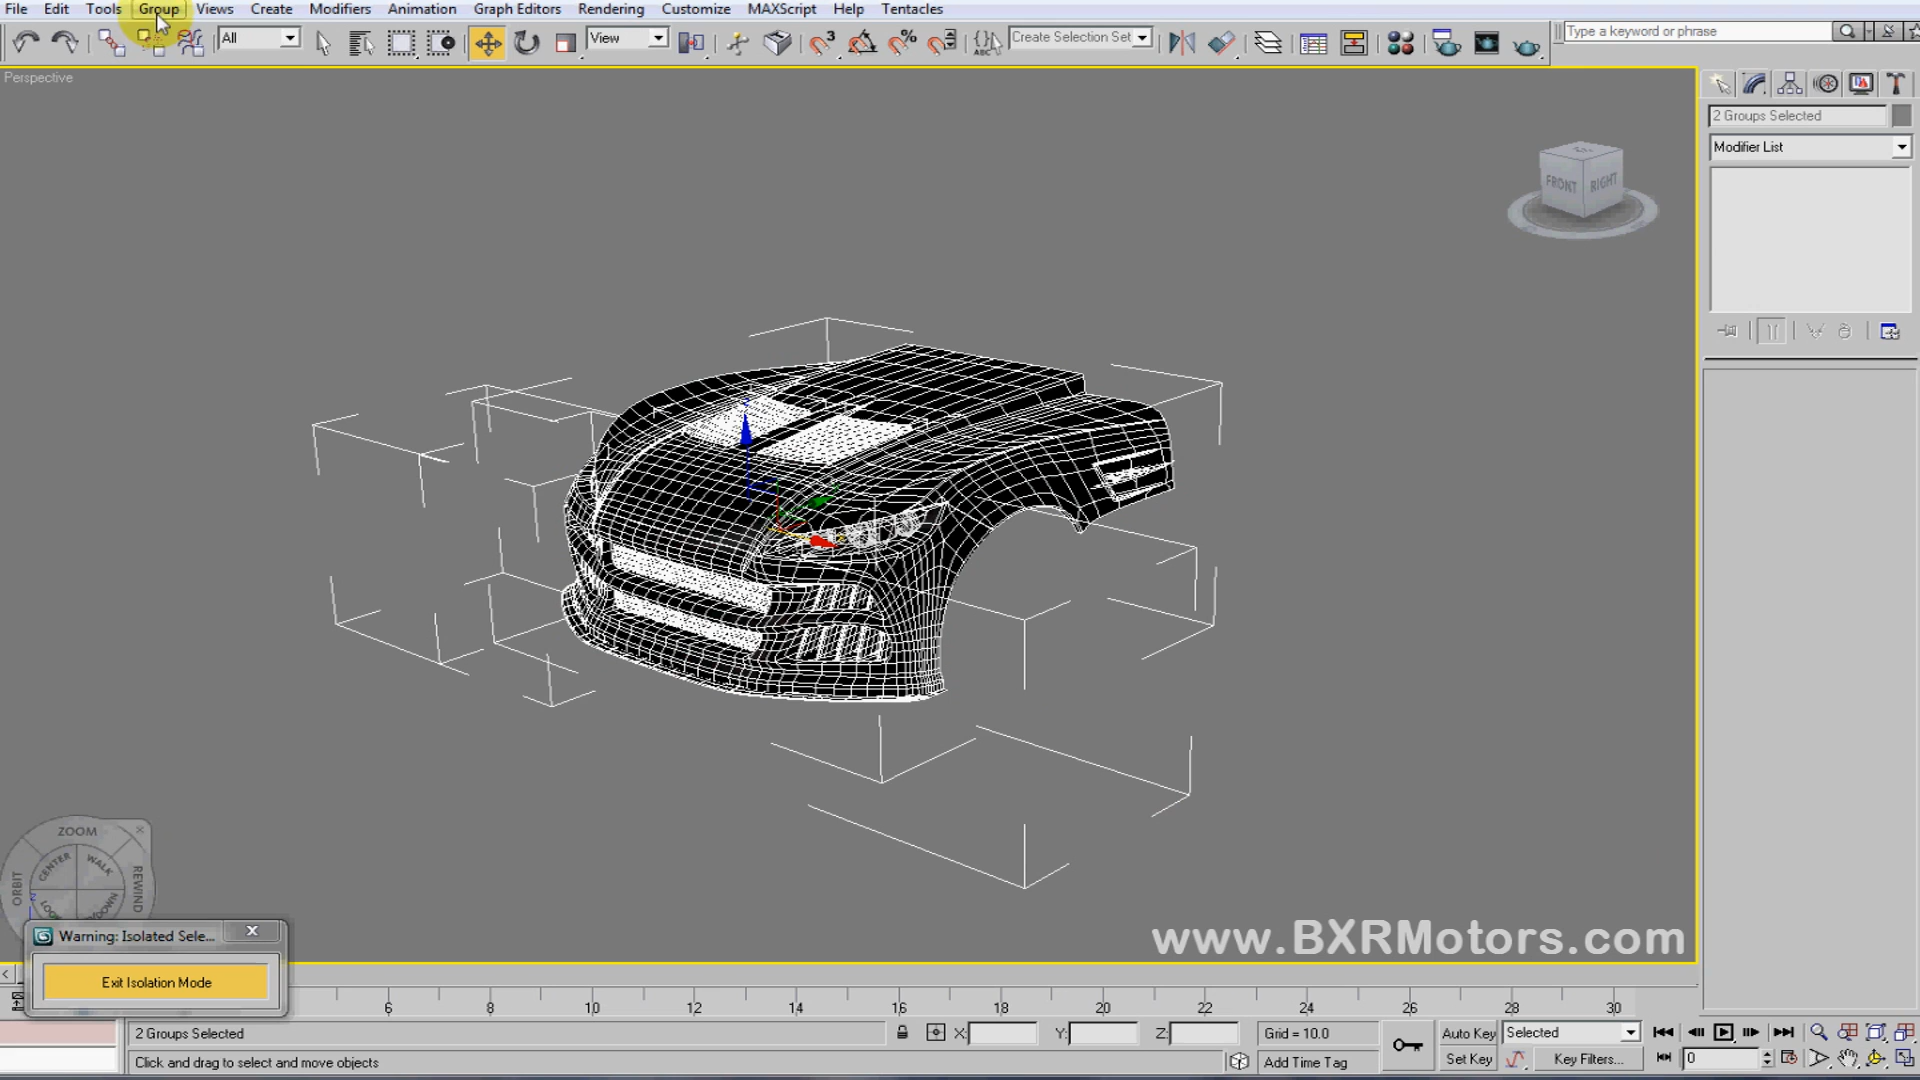 File Edit Tools Group Views Create Modifiers Animation Graph Editors Rendering Customize MAXScript Help Tentacles
All View Create Selection Set Type a keyword or phrase
Perspective
2 Groups Selected
Modifier List
FRONT RIGHT
ZOOM
CENTER WALK
ORBIT REWIND
Warning: Isolated Sele...
Exit Isolation Mode
www.BXRMotors.com
6 8 10 12 14 16 18 20 22 24 26 28 30
2 Groups Selected X: Y: Z: Grid = 10.0 Auto Key Selected
Click and drag to select and move objects Add Time Tag Set Key Key Filters... 0